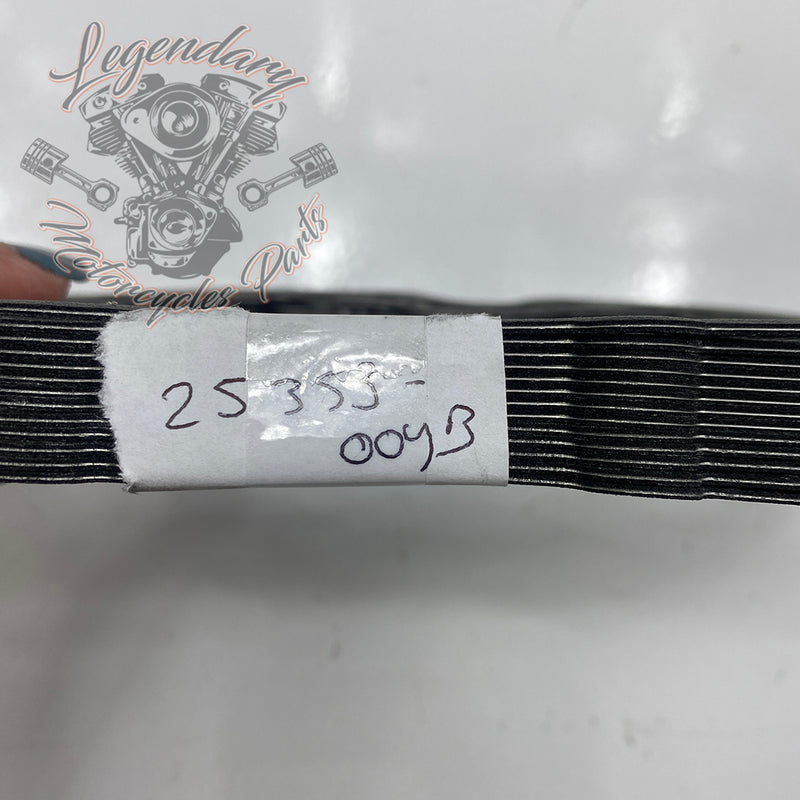 Legendary
Motorcycles Parts
25353-
004B